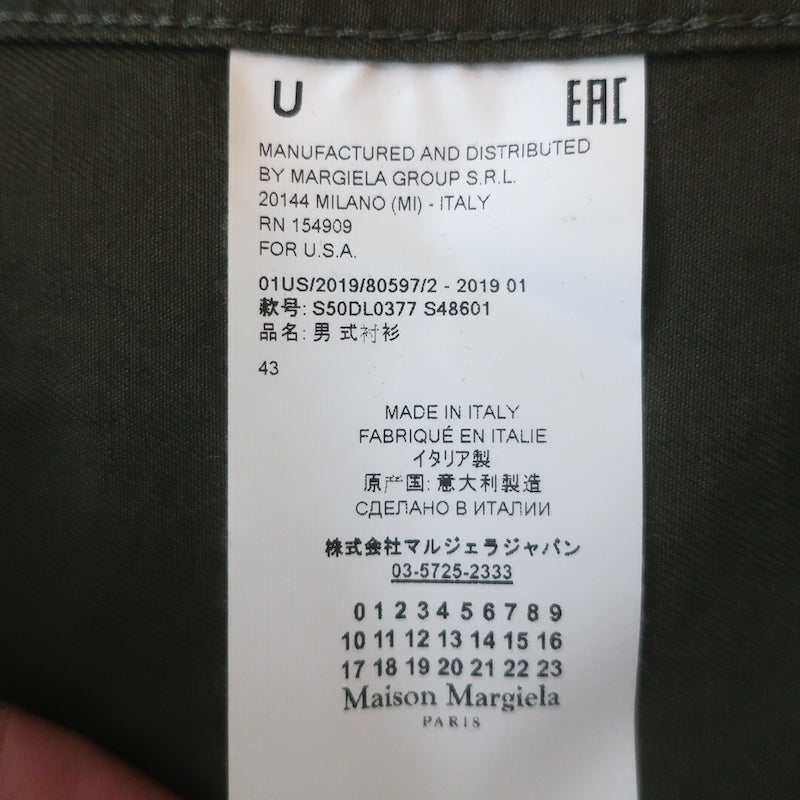 U EAC
MANUFACTURED AND DISTRIBUTED
BY MARGIELA GROUP S.R.L.
20144 MILANO (MI) - ITALY
RN 154909
FOR U.S.A.
01US/2019/80597/2 - 2019 01
款号: S50DL0377 S48601
品名: 男式衬衫
43
MADE IN ITALY
FABRIQUÉ EN ITALIE
イタリア製
原产国: 意大利製造
СДЕЛАНО В ИТАЛИИ
株式会社マルジェラジャパン
03-5725-2333
0 1 2 3 4 5 6 7 8 9
10 11 12 13 14 15 16
17 18 19 20 21 22 23
Maison Margiela
PARIS